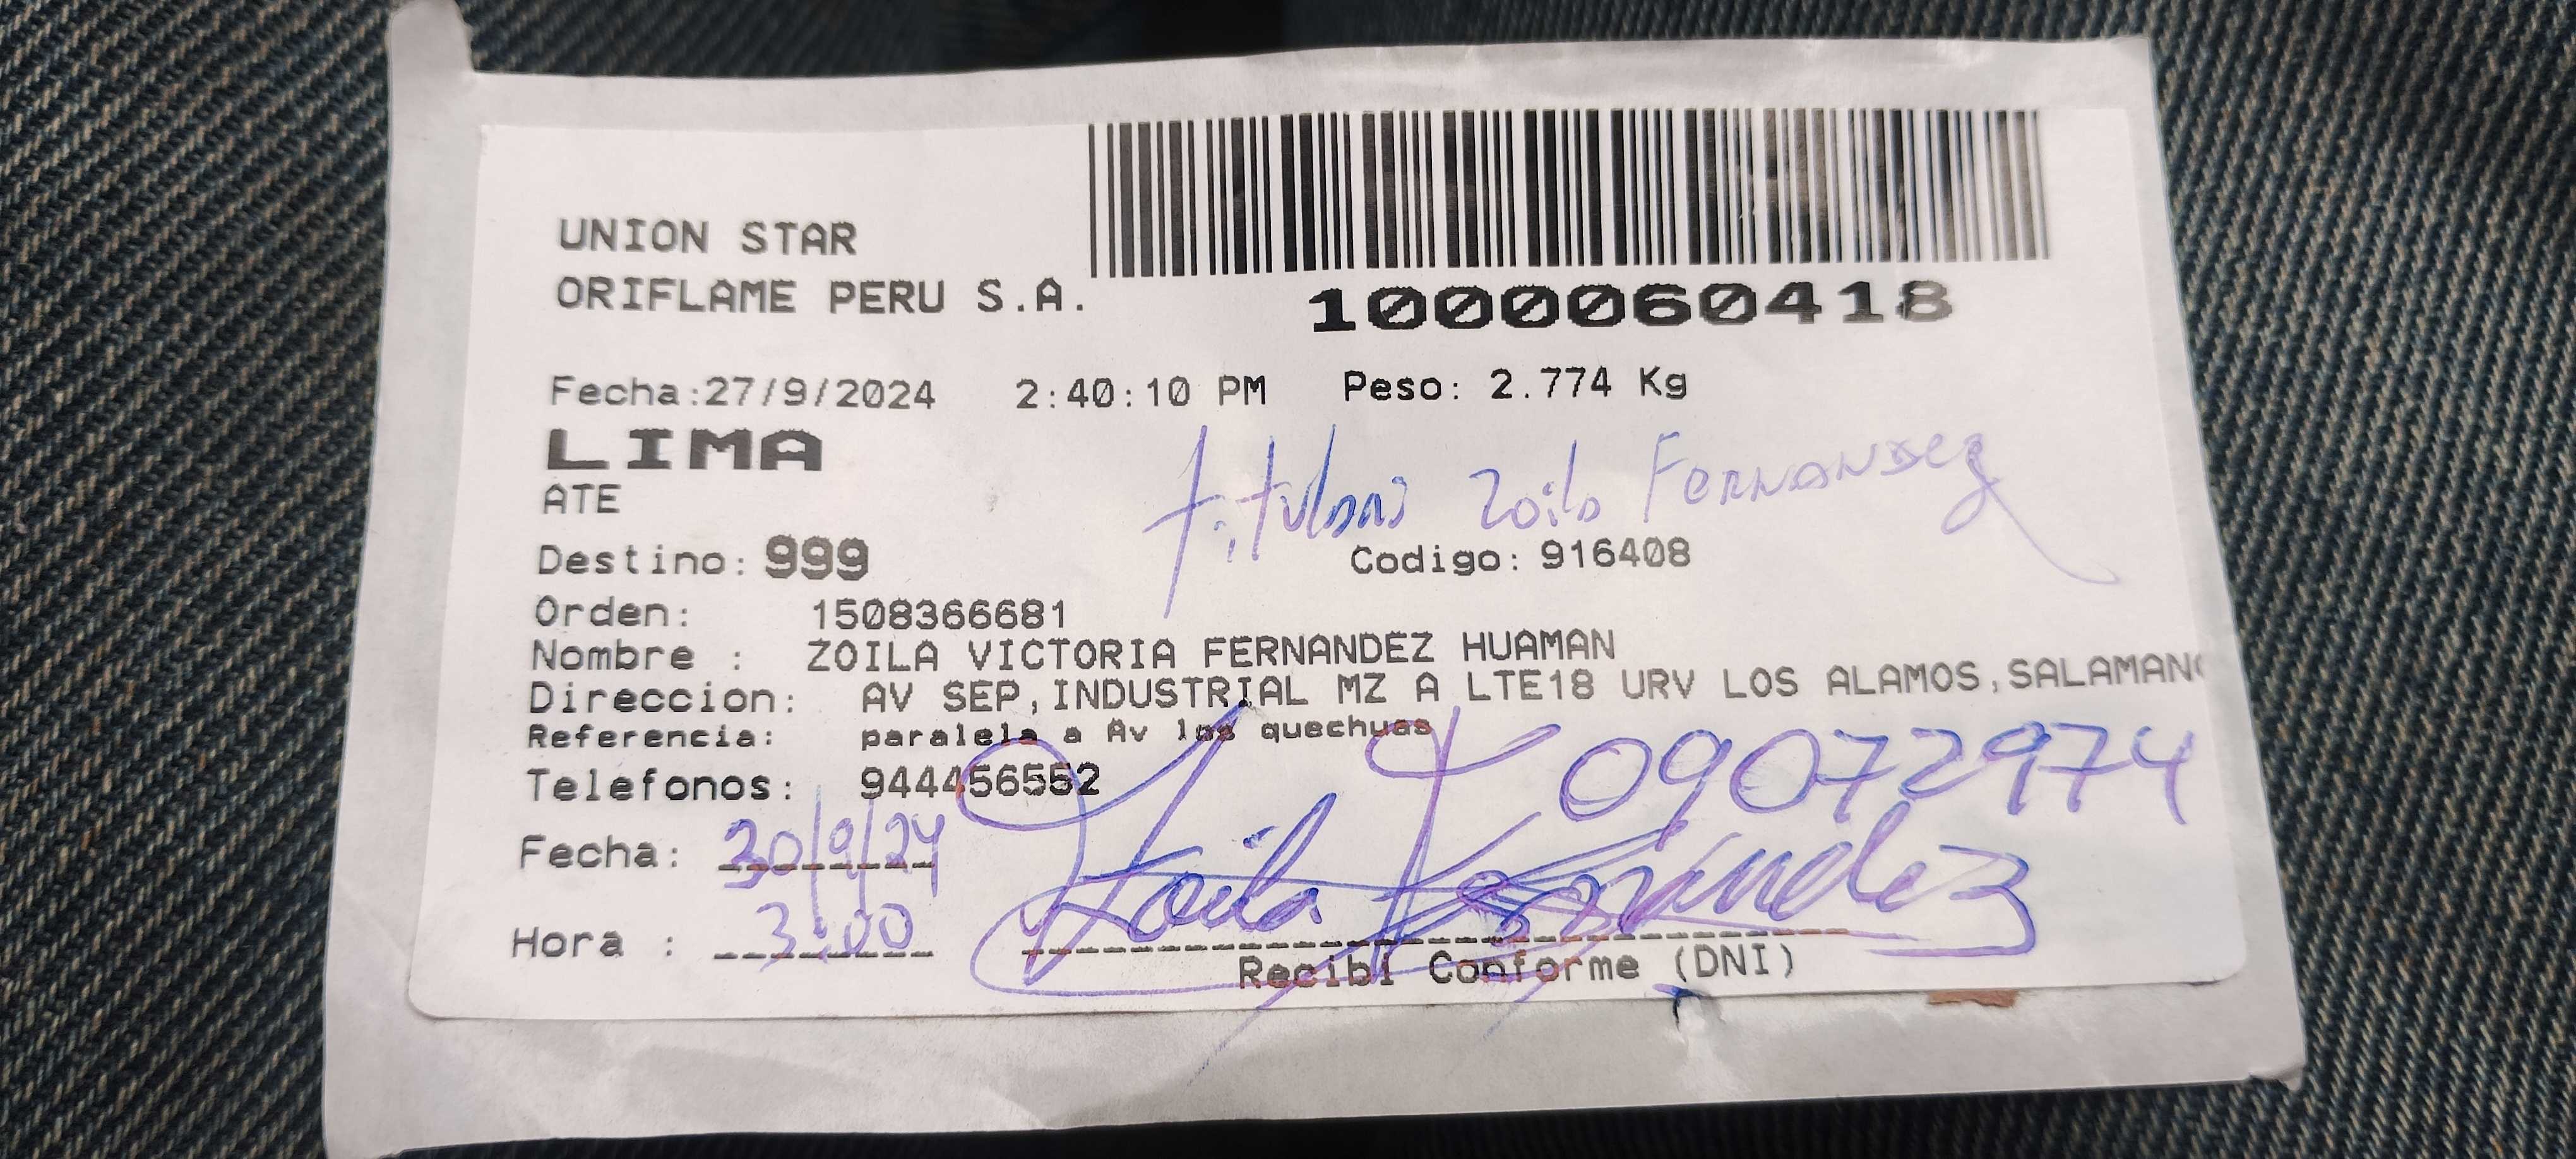 UNION STAR
ORIFLAME PERU S.A.
1000060418
Fecha:27/9/2024 2:40:10 PM Peso: 2.774 Kg
LIMA
ATE
titular Zoila Fernandez
Destino: 999 Codigo: 916408
Orden: 1508366681
Nombre : ZOILA VICTORIA FERNANDEZ HUAMAN
Direccion: AV SEP,INDUSTRIAL MZ A LTE18 URV LOS ALAMOS,SALAMANC
Referencia: paralela a Av los quechuas
Telefonos: 944456552
09072974
Fecha: 30/9/24
Zoila Fernández
Hora : 3:00
Recibi Conforme (DNI)